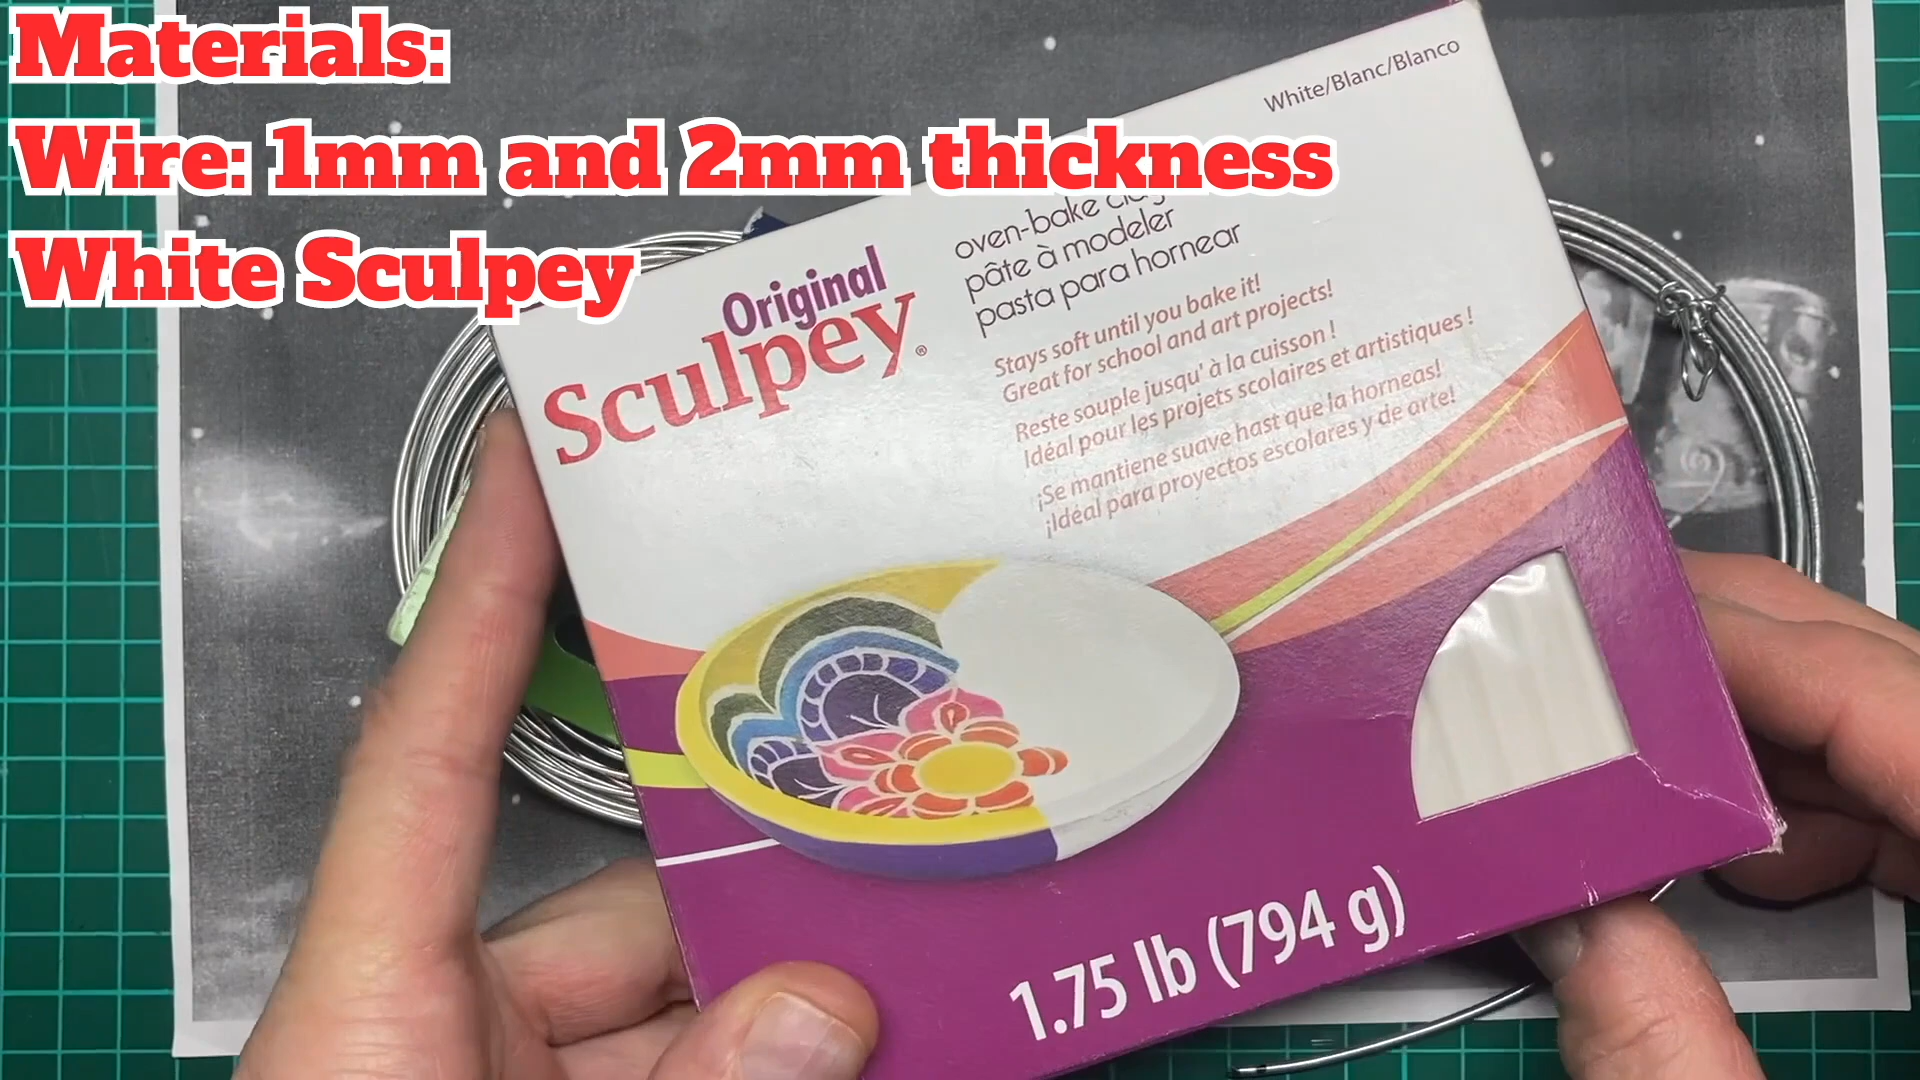 Materials:
Wire: 1mm and 2mm thickness
White Sculpey
White/Blanc/Blanco
oven-bake
pâte à modeler
pasta para hornear
Original
Sculpey®
Stays soft until you bake it!
Great for school and art projects!
Reste souple jusqu' à la cuisson !
Idéal pour les projets scolaires et artistiques !
¡Se mantiene suave hast que la horneas!
¡Idéal para proyectos escolares y de arte!
1.75 lb (794 g)